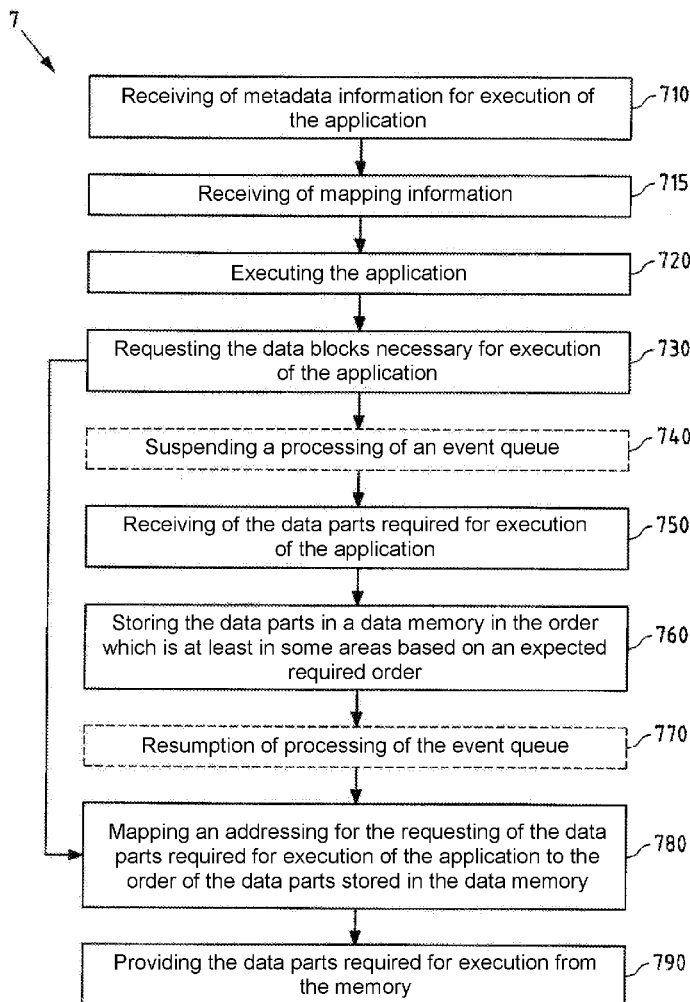 7
Receiving of metadata information for execution of
the application
710
Receiving of mapping information
715
Executing the application
720
Requesting the data blocks necessary for execution
of the application
730
Suspending a processing of an event queue
740
Receiving of the data parts required for execution
of the application
750
Storing the data parts in a data memory in the order
which is at least in some areas based on an expected
required order
760
Resumption of processing of the event queue
770
Mapping an addressing for the requesting of the data
parts required for execution of the application to the
order of the data parts stored in the data memory
780
Providing the data parts required for execution from
the memory
790